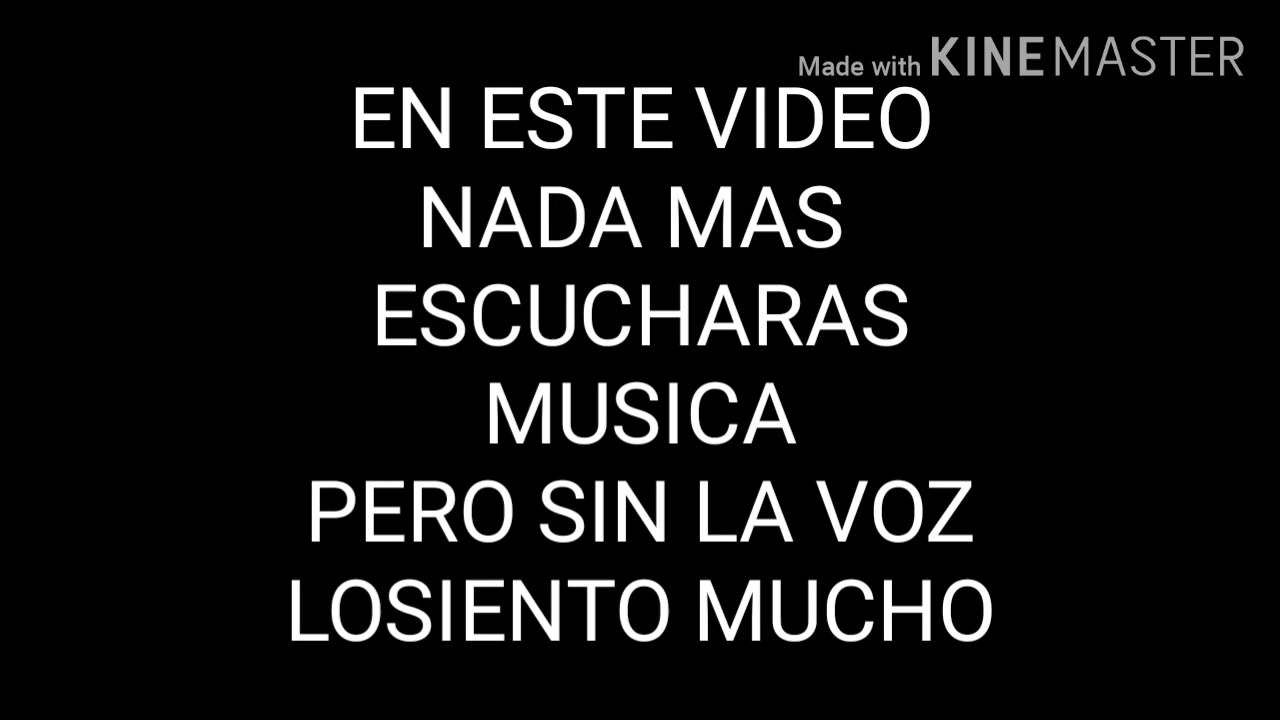 Made with KINEMASTER
EN ESTE VIDEO
NADA MAS
ESCUCHARAS
MUSICA
PERO SIN LA VOZ
LOSIENTO MUCHO